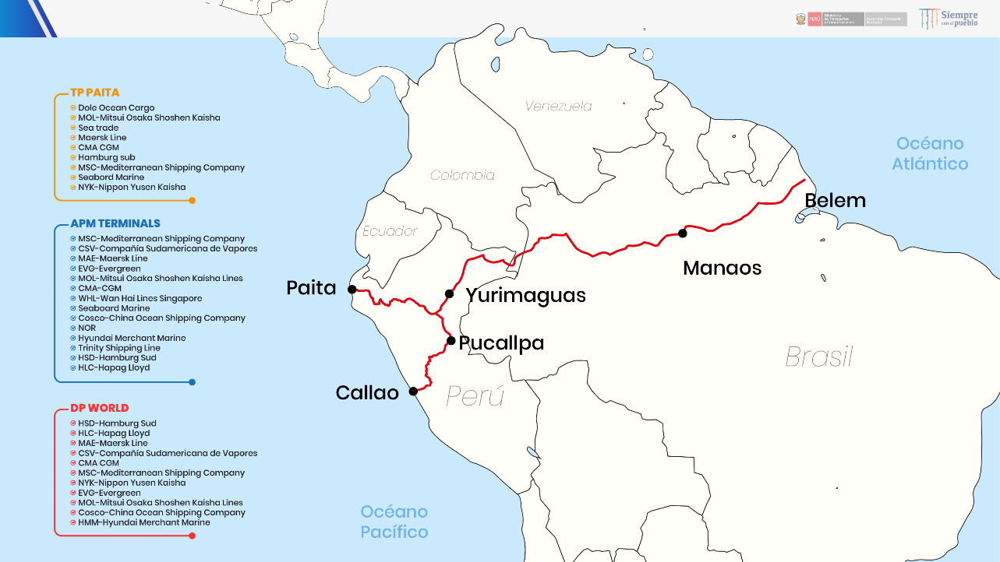 PERÚ
Ministerio
de Transportes
y Comunicaciones
Autoridad Portuaria
Nacional
Siempre
con el pueblo
TP PAITA
Dole Ocean Cargo
MOL-Mitsui Osaka Shoshen Kaisha
Sea trade
Maersk Line
CMA CGM
Hamburg sub
MSC-Mediterranean Shipping Company
Seabord Marine
NYK-Nippon Yusen Kaisha
APM TERMINALS
MSC-Mediterranean Shipping Company
CSV-Compañía Sudamericana de Vapores
MAE-Maersk Line
EVG-Evergreen
MOL-Mitsui Osaka Shoshen Kaisha Lines
CMA-CGM
WHL-Wan Hai Lines Singapore
Seaboard Marine
Cosco-China Ocean Shipping Company
NOR
Hyundai Merchant Marine
Trinity Shipping Line
HSD-Hamburg Sud
HLC-Hapag Lloyd
DP WORLD
HSD-Hamburg Sud
HLC-Hapag Lloyd
MAE-Maersk Line
CSV-Compañía Sudamericana de Vapores
CMA CGM
MSC-Mediterranean Shipping Company
NYK-Nippon Yusen Kaisha
EVG-Evergreen
MOL-Mitsui Osaka Shoshen Kaisha Lines
Cosco-China Ocean Shipping Company
HMM-Hyundai Merchant Marine
Venezuela
Colombia
Ecuador
Océano
Atlántico
Belem
Manaos
Paita
Yurimaguas
Pucallpa
Callao
Perú
Brasil
Océano
Pacífico